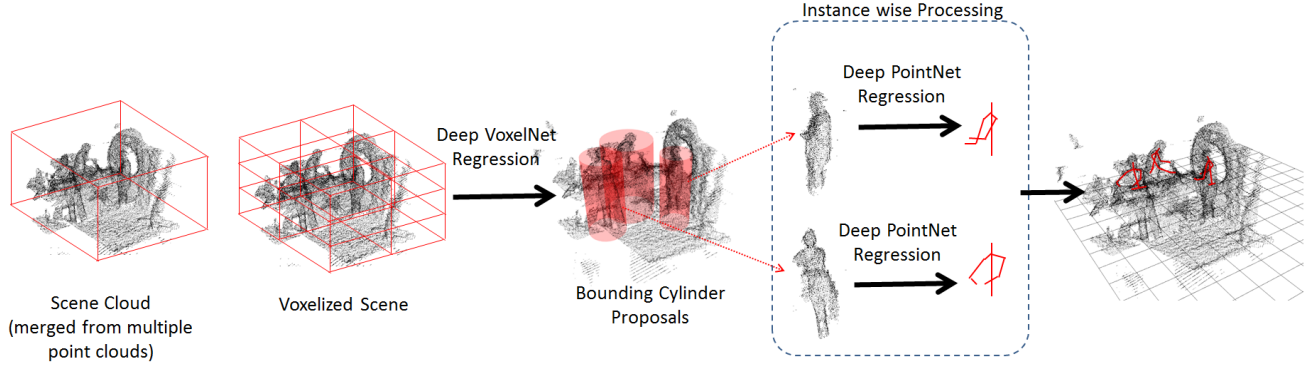 Instance wise Processing
Scene Cloud
(merged from multiple
point clouds)
Voxelized Scene
Deep VoxelNet
Regression
Bounding Cylinder
Proposals
Deep PointNet
Regression
Deep PointNet
Regression